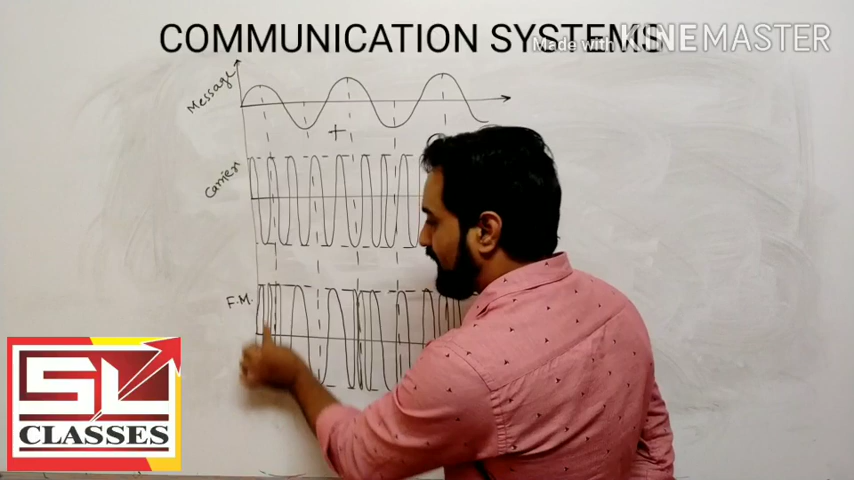 COMMUNICATION SYSTEMS
Made with KINEMASTER
Message
+
Carrier
F.M.
SL
CLASSES